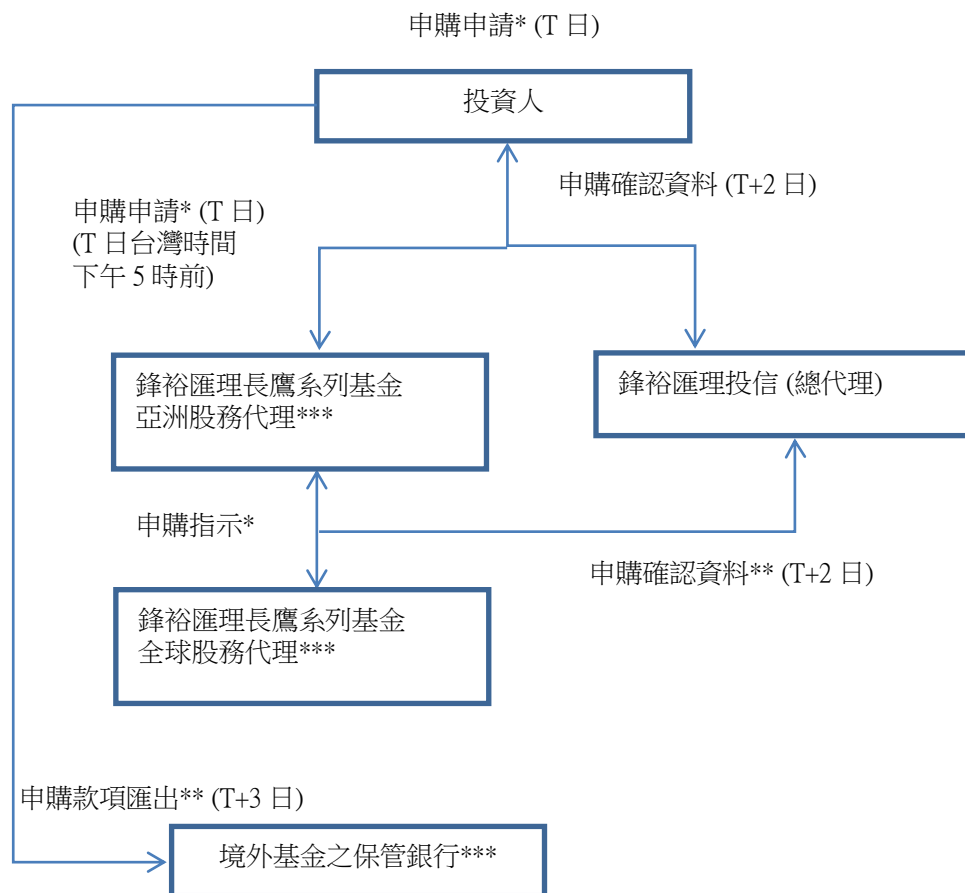 申購申請* (T 日)
投資人
申購確認資料 (T+2 日)
申購申請* (T 日)
(T 日台灣時間
下午 5 時前)
鋒裕匯理長鷹系列基金
亞洲股務代理***
鋒裕匯理投信 (總代理)
申購指示*
申購確認資料** (T+2 日)
鋒裕匯理長鷹系列基金
全球股務代理***
申購款項匯出** (T+3 日)
境外基金之保管銀行***